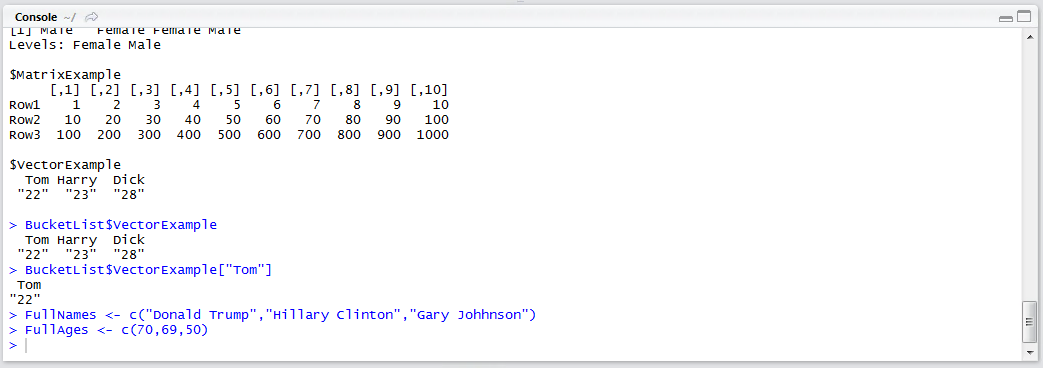 Console ~/
[1] Male   Female Female Male
Levels: Female Male
$MatrixExample
     [,1] [,2] [,3] [,4] [,5] [,6] [,7] [,8] [,9] [,10]
Row1    1    2    3    4    5    6    7    8    9    10
Row2   10   20   30   40   50   60   70   80   90   100
Row3  100  200  300  400  500  600  700  800  900  1000
$VectorExample
  Tom Harry  Dick
 "22"  "23"  "28"
> BucketList$VectorExample
  Tom Harry  Dick
 "22"  "23"  "28"
> BucketList$VectorExample["Tom"]
 Tom
"22"
> FullNames <- c("Donald Trump","Hillary Clinton","Gary Johhnson")
> FullAges <- c(70,69,50)
>